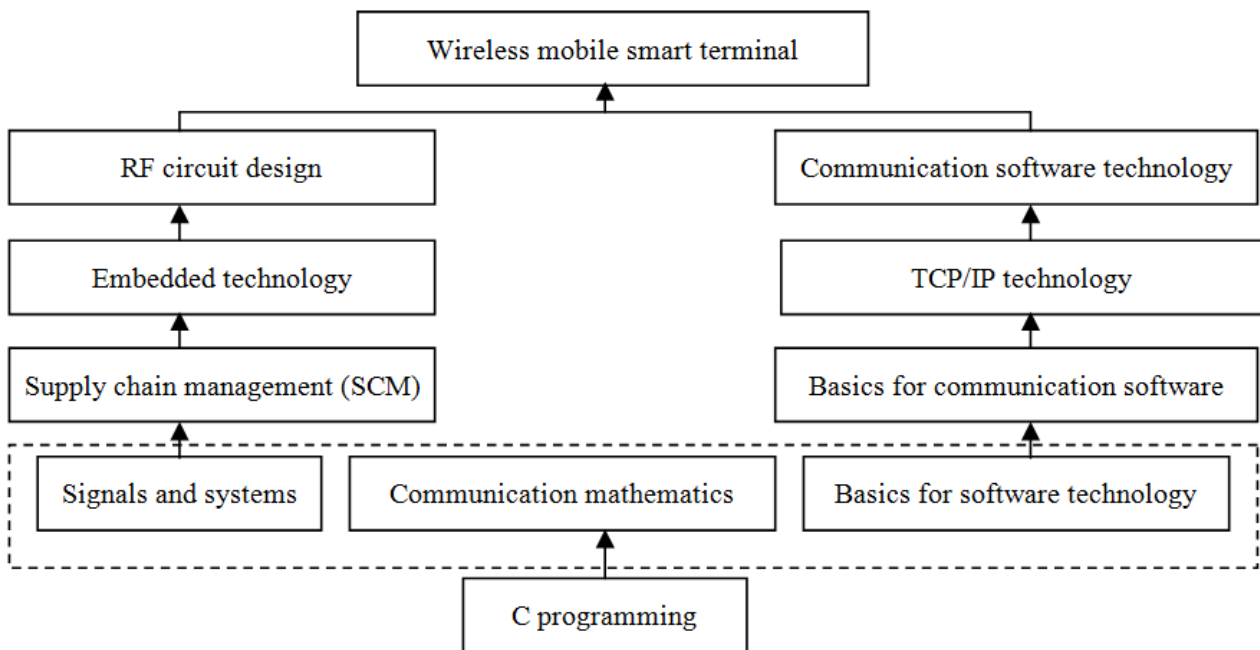 Wireless mobile smart terminal
RF circuit design
Communication software technology
Embedded technology
TCP/IP technology
Supply chain management (SCM)
Basics for communication software
Signals and systems
Communication mathematics
Basics for software technology
C programming